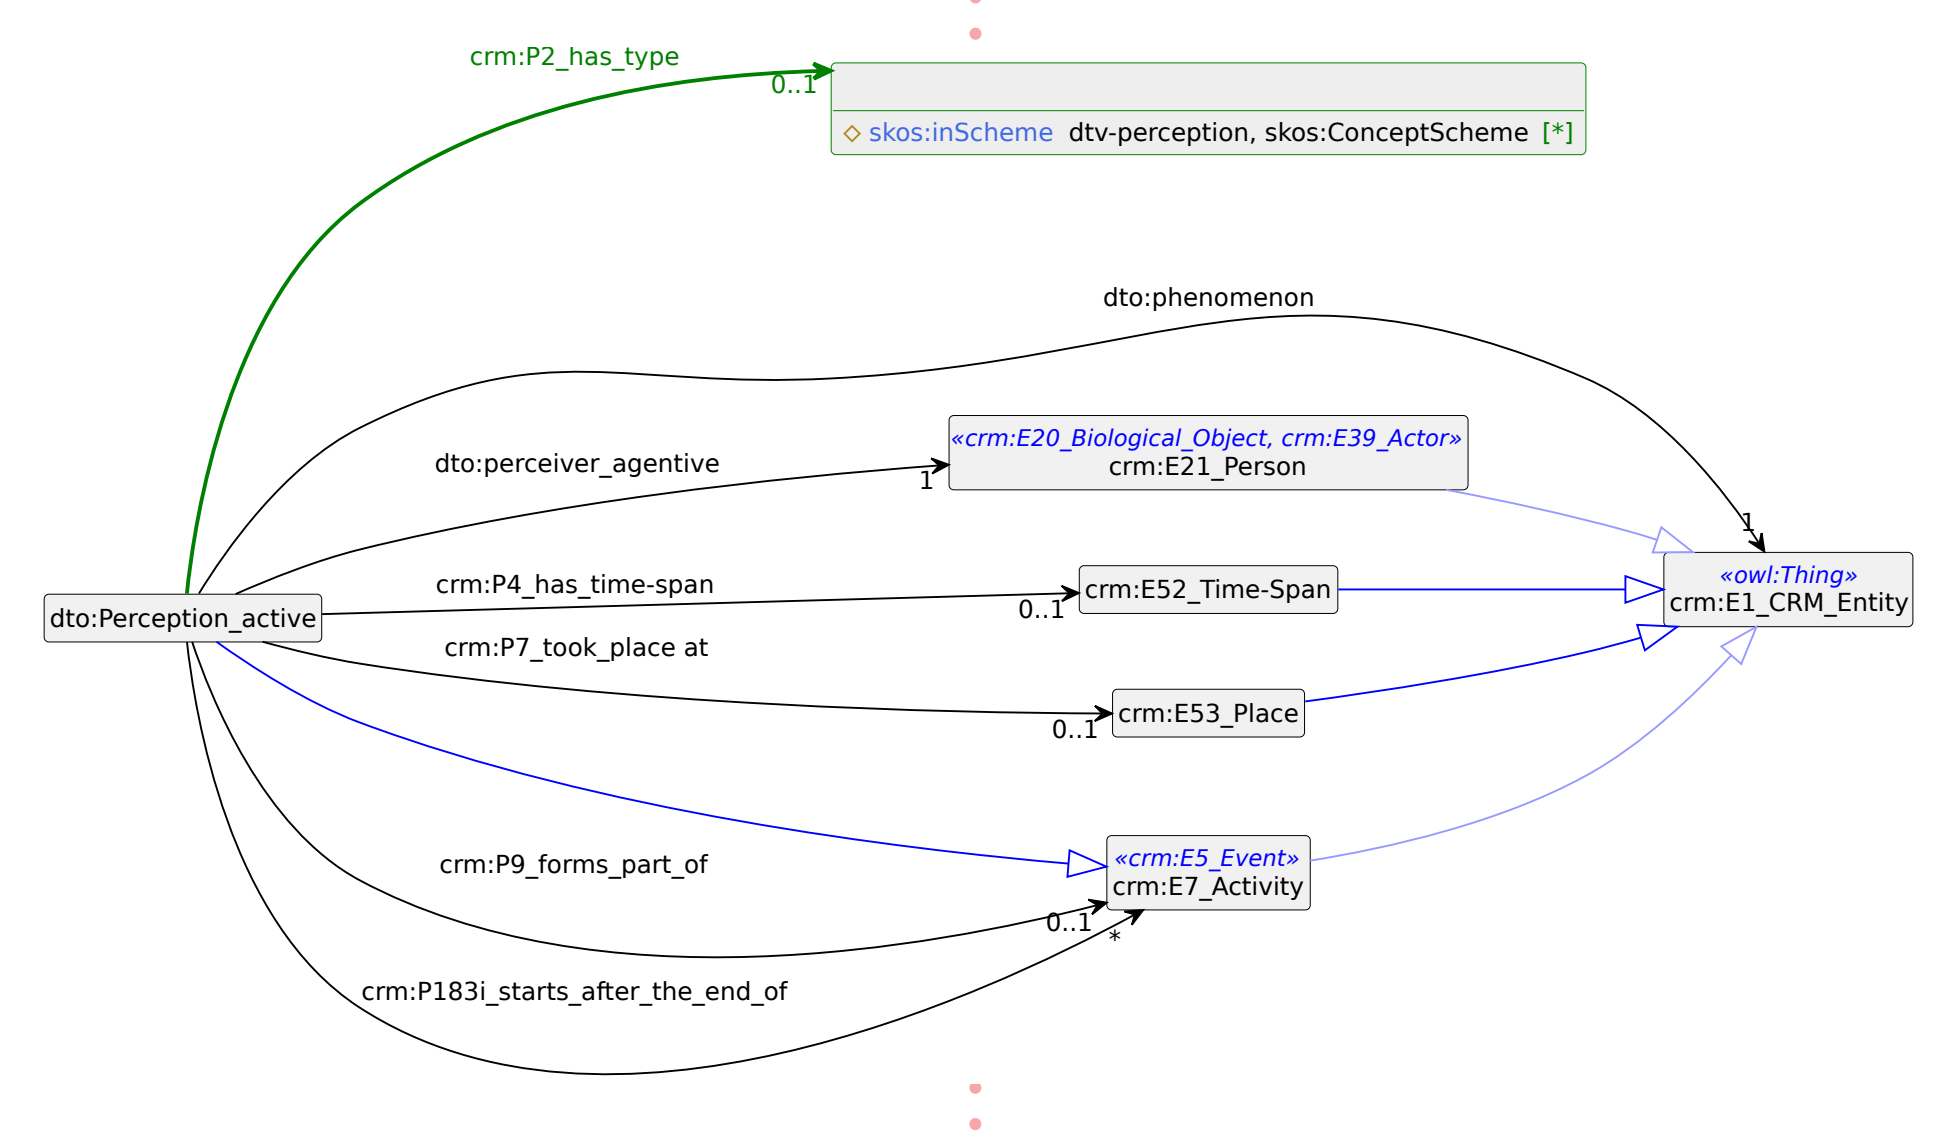 crm:P2_has_type
0..1
skos:inScheme dtv-perception, skos:ConceptScheme [*]
dto:phenomenon
1
dto:perceiver_agentive
1
«crm:E20_Biological_Object, crm:E39_Actor»
crm:E21_Person
crm:P4_has_time-span
0..1
crm:E52_Time-Span
«owl:Thing»
crm:E1_CRM_Entity
dto:Perception_active
crm:P7_took_place at
0..1
crm:E53_Place
crm:P9_forms_part_of
0..1
«crm:E5_Event»
crm:E7_Activity
*
crm:P183i_starts_after_the_end_of